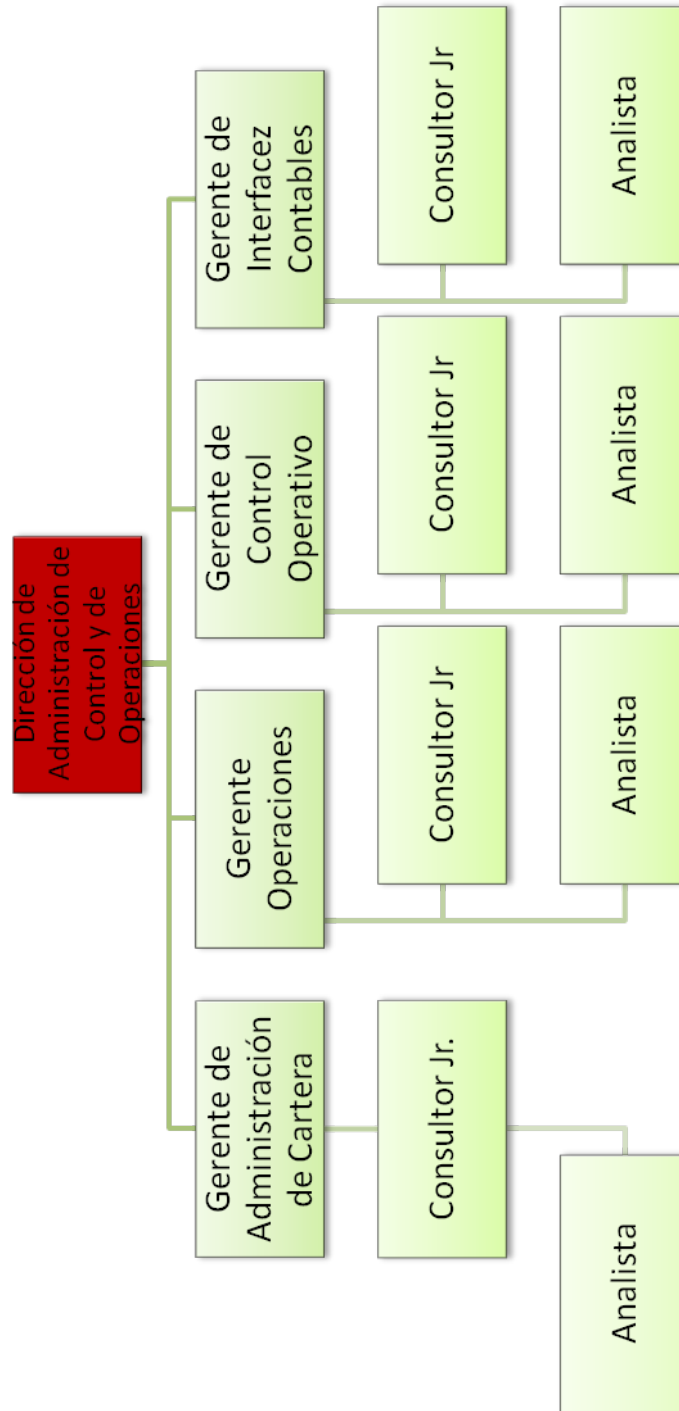 Dirección de
Administración de
Control y de
Operaciones
Gerente de
Administración
de Cartera
Gerente
Operaciones
Gerente de
Control
Operativo
Gerente de
Interfacez
Contables
Consultor Jr.
Consultor Jr
Consultor Jr
Consultor Jr
Analista
Analista
Analista
Analista